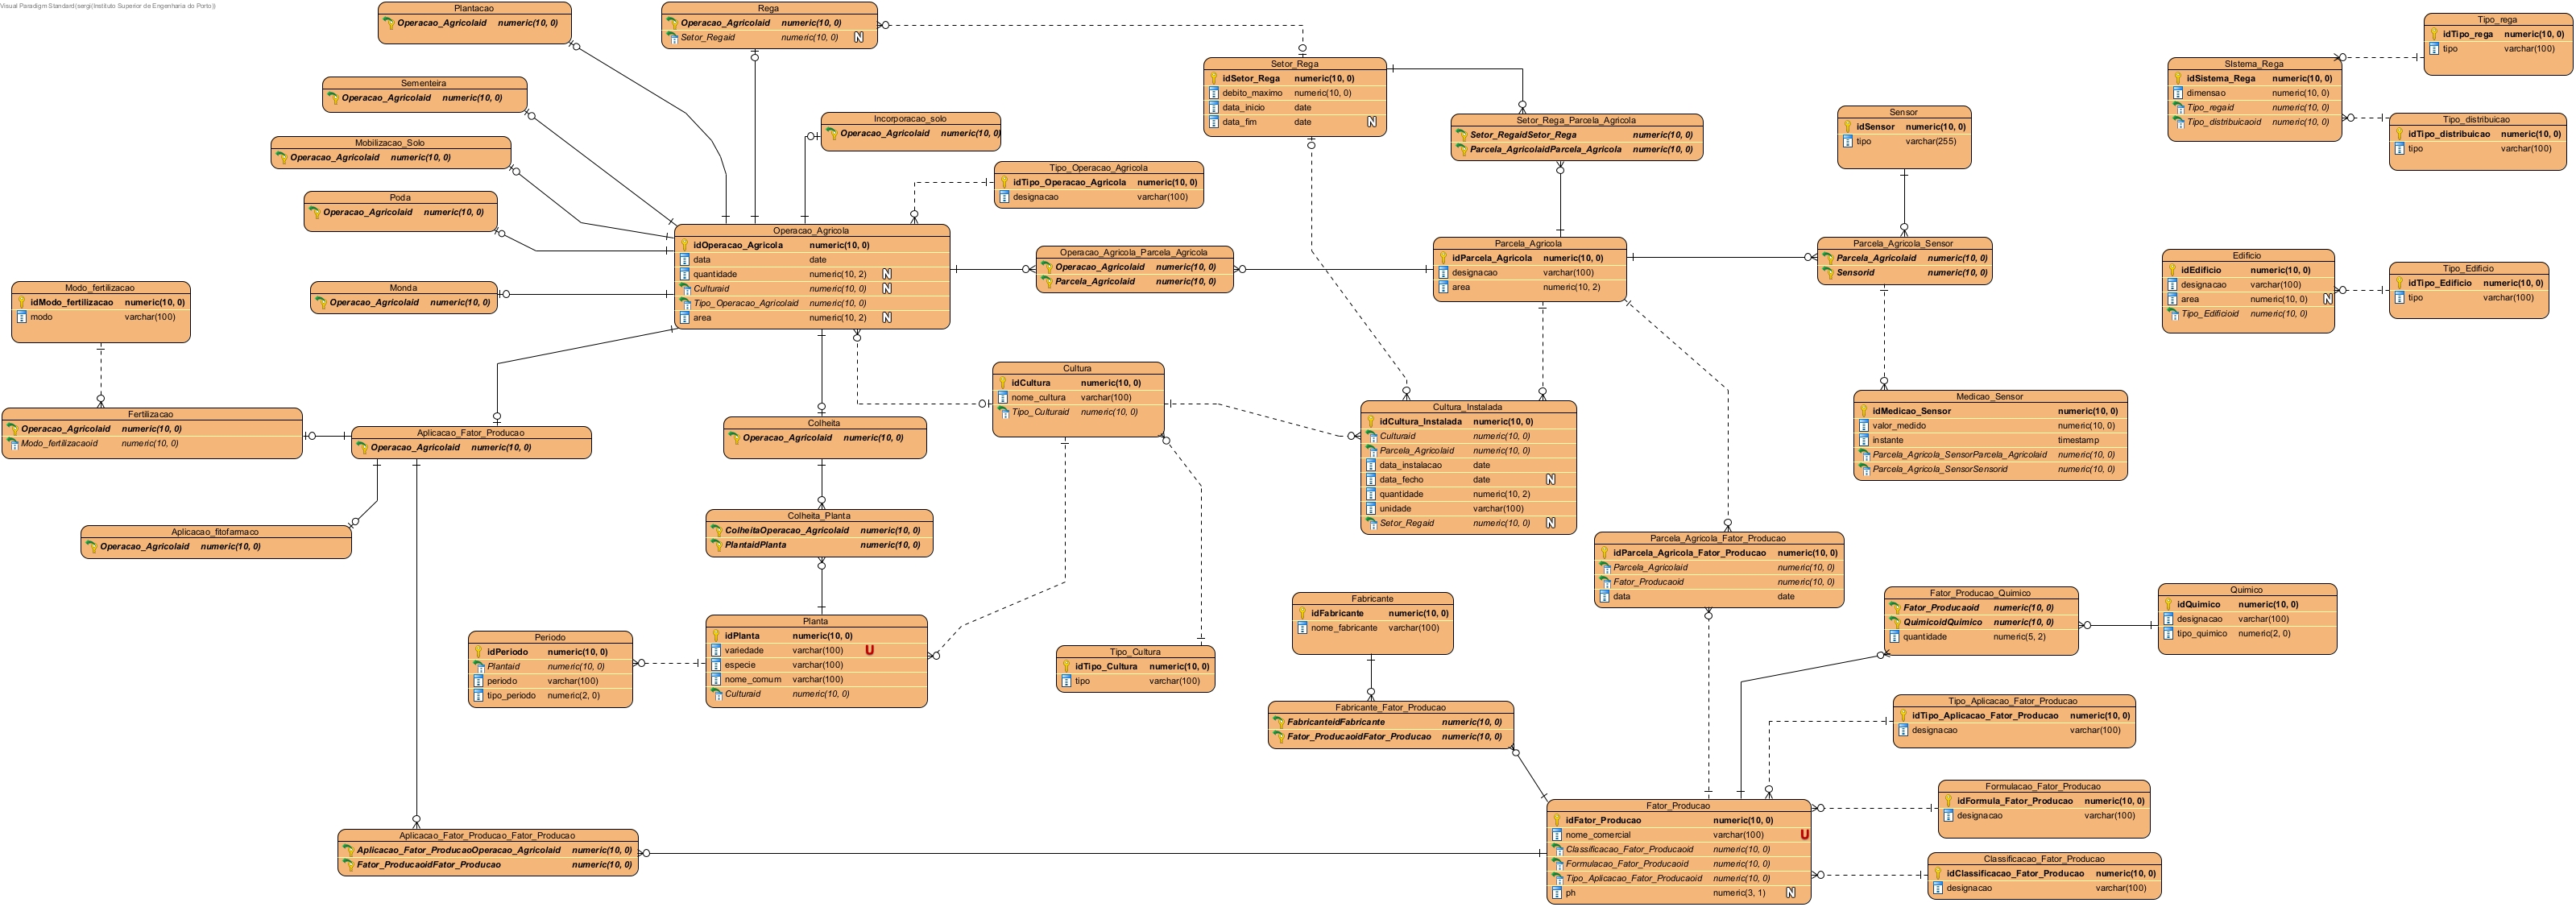 Visual Paradigm Standard(sergi(Instituto Superior de Engenharia do Porto))
Plantacao
Operacao_Agricolaid numeric(10, 0)
Rega
Operacao_Agricolaid numeric(10, 0)
Setor_Regaid numeric(10, 0) N
Tipo_rega
idTipo_rega numeric(10, 0)
tipo varchar(100)
Setor_Rega
idSetor_Rega numeric(10, 0)
debito_maximo numeric(10, 0)
data_inicio date
data_fim date N
SIstema_Rega
idSistema_Rega numeric(10, 0)
dimensao numeric(10, 0)
Tipo_regaid numeric(10, 0)
Tipo_distribuicaoid numeric(10, 0)
Sementeira
Operacao_Agricolaid numeric(10, 0)
Incorporacao_solo
Operacao_Agricolaid numeric(10, 0)
Setor_Rega_Parcela_Agricola
Setor_RegaidSetor_Rega numeric(10, 0)
Parcela_AgricolaidParcela_Agricola numeric(10, 0)
Sensor
idSensor numeric(10, 0)
tipo varchar(255)
Tipo_distribuicao
idTipo_distribuicao numeric(10, 0)
tipo varchar(100)
Mobilizacao_Solo
Operacao_Agricolaid numeric(10, 0)
Tipo_Operacao_Agricola
idTipo_Operacao_Agricola numeric(10, 0)
designacao varchar(100)
Poda
Operacao_Agricolaid numeric(10, 0)
Operacao_Agricola
idOperacao_Agricola numeric(10, 0)
data date
quantidade numeric(10, 2) N
Culturaid numeric(10, 0) N
Tipo_Operacao_Agricolaid numeric(10, 0)
area numeric(10, 2) N
Operacao_Agricola_Parcela_Agricola
Operacao_Agricolaid numeric(10, 0)
Parcela_Agricolaid numeric(10, 0)
Parcela_Agricola
idParcela_Agricola numeric(10, 0)
designacao varchar(100)
area numeric(10, 2)
Parcela_Agricola_Sensor
Parcela_Agricolaid numeric(10, 0)
Sensorid numeric(10, 0)
Edificio
idEdificio numeric(10, 0)
designacao varchar(100)
area numeric(10, 0) N
Tipo_Edificioid numeric(10, 0)
Tipo_Edificio
idTipo_Edificio numeric(10, 0)
tipo varchar(100)
Modo_fertilizacao
idModo_fertilizacao numeric(10, 0)
modo varchar(100)
Monda
Operacao_Agricolaid numeric(10, 0)
Cultura
idCultura numeric(10, 0)
nome_cultura varchar(100)
Tipo_Culturaid numeric(10, 0)
Cultura_Instalada
idCultura_Instalada numeric(10, 0)
Culturaid numeric(10, 0)
Parcela_Agricolaid numeric(10, 0)
data_instalacao date
data_fecho date N
quantidade numeric(10, 2)
unidade varchar(100)
Setor_Regaid numeric(10, 0) N
Medicao_Sensor
idMedicao_Sensor numeric(10, 0)
valor_medido numeric(10, 0)
instante timestamp
Parcela_Agricola_SensorParcela_Agricolaid numeric(10, 0)
Parcela_Agricola_SensorSensorid numeric(10, 0)
Fertilizacao
Operacao_Agricolaid numeric(10, 0)
Modo_fertilizacaoid numeric(10, 0)
Aplicacao_Fator_Producao
Operacao_Agricolaid numeric(10, 0)
Colheita
Operacao_Agricolaid numeric(10, 0)
Aplicacao_fitofarmaco
Operacao_Agricolaid numeric(10, 0)
Colheita_Planta
ColheitaOperacao_Agricolaid numeric(10, 0)
PlantaidPlanta numeric(10, 0)
Parcela_Agricola_Fator_Producao
idParcela_Agricola_Fator_Producao numeric(10, 0)
Parcela_Agricolaid numeric(10, 0)
Fator_Producaoid numeric(10, 0)
data date
Fabricante
idFabricante numeric(10, 0)
nome_fabricante varchar(100)
Fator_Producao_Quimico
Fator_Producaoid numeric(10, 0)
QuimicoidQuimico numeric(10, 0)
quantidade numeric(5, 2)
Quimico
idQuimico numeric(10, 0)
designacao varchar(100)
tipo_quimico numeric(2, 0)
Periodo
idPeriodo numeric(10, 0)
Plantaid numeric(10, 0)
periodo varchar(100)
tipo_periodo numeric(2, 0)
Planta
idPlanta numeric(10, 0)
variedade varchar(100) U
especie varchar(100)
nome_comum varchar(100)
Culturaid numeric(10, 0)
Tipo_Cultura
idTipo_Cultura numeric(10, 0)
tipo varchar(100)
Fabricante_Fator_Producao
FabricanteidFabricante numeric(10, 0)
Fator_ProducaoidFator_Producao numeric(10, 0)
Tipo_Aplicacao_Fator_Producao
idTipo_Aplicacao_Fator_Producao numeric(10, 0)
designacao varchar(100)
Formulacao_Fator_Producao
idFormula_Fator_Producao numeric(10, 0)
designacao varchar(100)
Fator_Producao
idFator_Producao numeric(10, 0)
nome_comercial varchar(100) U
Classificacao_Fator_Producaoid numeric(10, 0)
Formulacao_Fator_Producaoid numeric(10, 0)
Tipo_Aplicacao_Fator_Producaoid numeric(10, 0)
ph numeric(3, 1) N
Aplicacao_Fator_Producao_Fator_Producao
Aplicacao_Fator_ProducaoOperacao_Agricolaid numeric(10, 0)
Fator_ProducaoidFator_Producao numeric(10, 0)
Classificacao_Fator_Producao
idClassificacao_Fator_Producao numeric(10, 0)
designacao varchar(100)